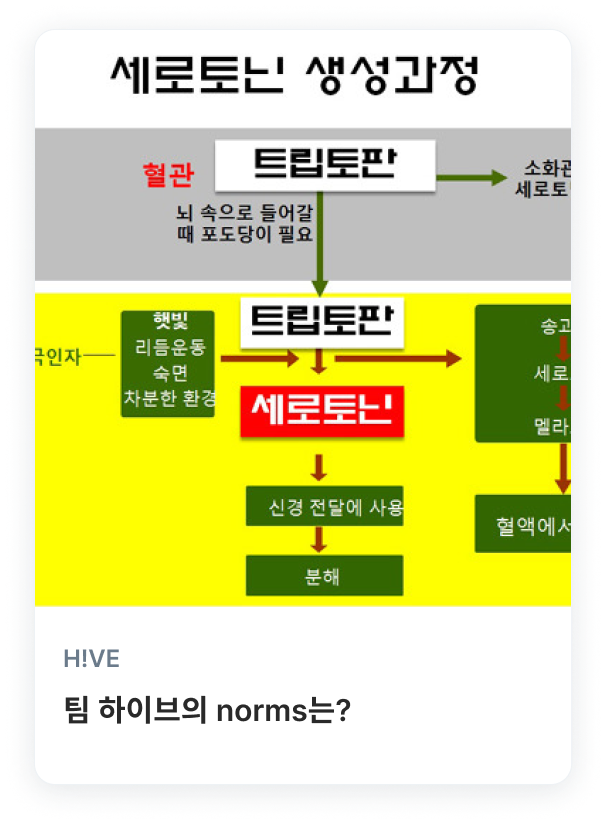 세로토닌 생성과정
혈관
트립토판
소화관
세로토
뇌 속으로 들어갈
때 포도당이 필요
트립토판
햇빛
리듬운동
숙면
차분한 환경
인자
송과
세로
멜라
세로토닌
신경 전달에 사용
혈액에서
분해
H!VE
팀 하이브의 norms는?